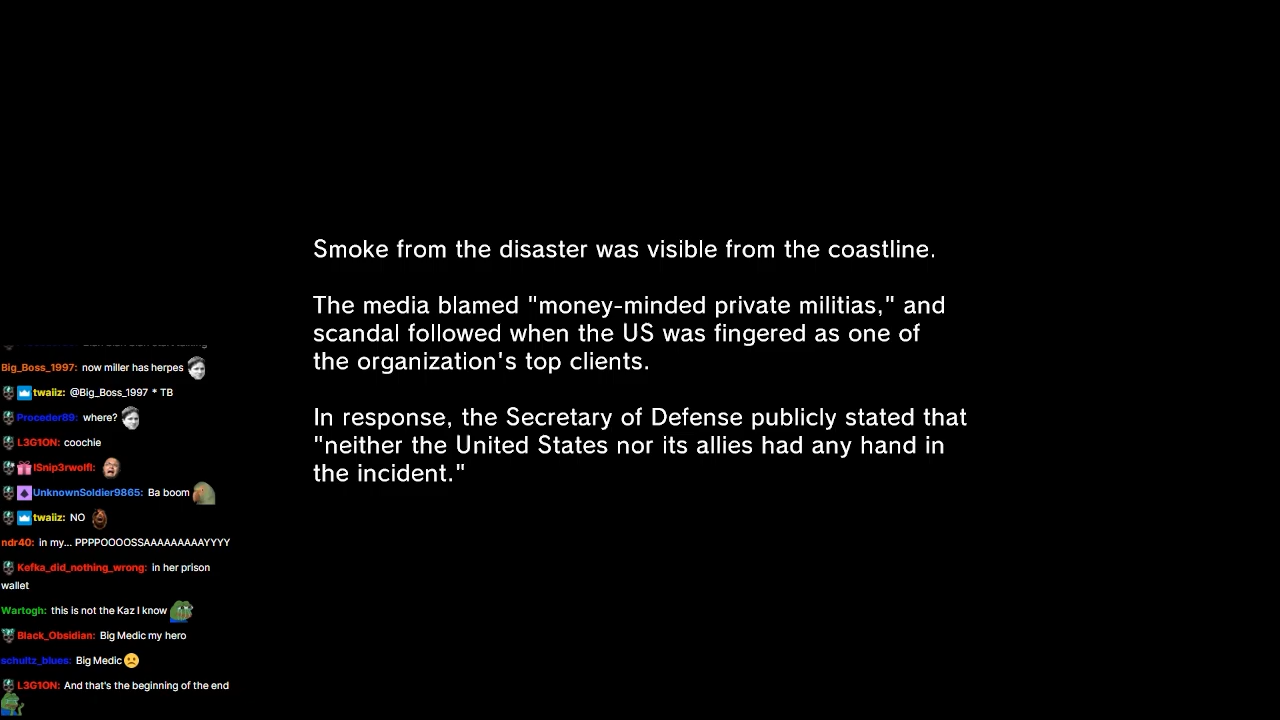 Smoke from the disaster was visible from the coastline.
The media blamed "money-minded private militias," and
scandal followed when the US was fingered as one of
the organization's top clients.
In response, the Secretary of Defense publicly stated that
"neither the United States nor its allies had any hand in
the incident."
Big_Boss_1997: now miller has herpes
twaiiz: @Big_Boss_1997 * TB
Proceder89: where?
L3G1ON: coochie
ISnip3rwolfI:
UnknownSoldier9865: Ba boom
twaiiz: NO
ndr40: in my... PPPPOOOOSSAAAAAAAAAYYYY
Kefka_did_nothing_wrong: in her prison
wallet
Wartogh: this is not the Kaz I know
Black_Obsidian: Big Medic my hero
schultz_blues: Big Medic
L3G1ON: And that's the beginning of the end